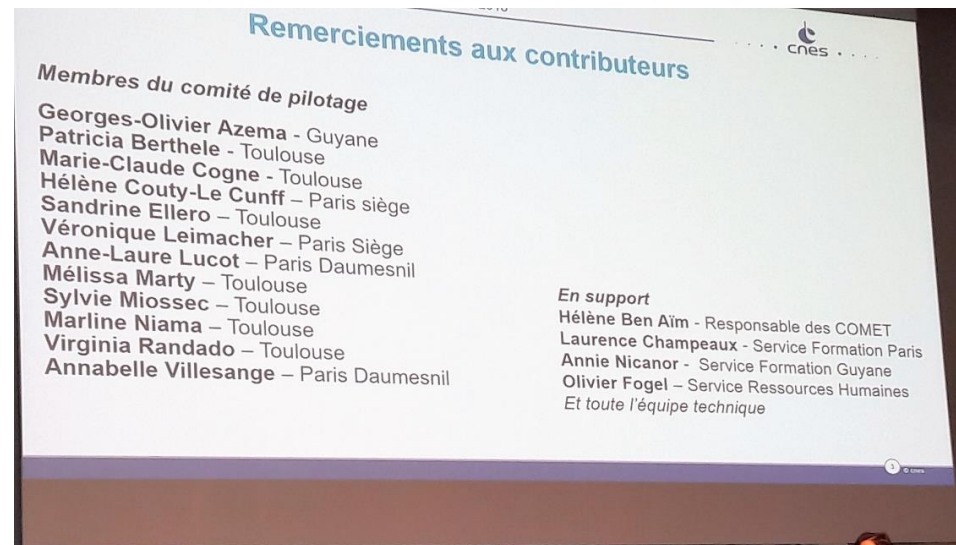 Remerciements aux contributeurs
cnes
Membres du comité de pilotage
Georges-Olivier Azema - Guyane
Patricia Berthele - Toulouse
Marie-Claude Cogne - Toulouse
Hélène Couty-Le Cunff – Paris siège
Sandrine Ellero – Toulouse
Véronique Leimacher – Paris Siège
Anne-Laure Lucot – Paris Daumesnil
Mélissa Marty – Toulouse
Sylvie Miossec – Toulouse
Marline Niama – Toulouse
Virginia Randado – Toulouse
Annabelle Villesange – Paris Daumesnil
En support
Hélène Ben Aïm - Responsable des COMET
Laurence Champeaux - Service Formation Paris
Annie Nicanor - Service Formation Guyane
Olivier Fogel – Service Ressources Humaines
Et toute l'équipe technique
3 © cnes